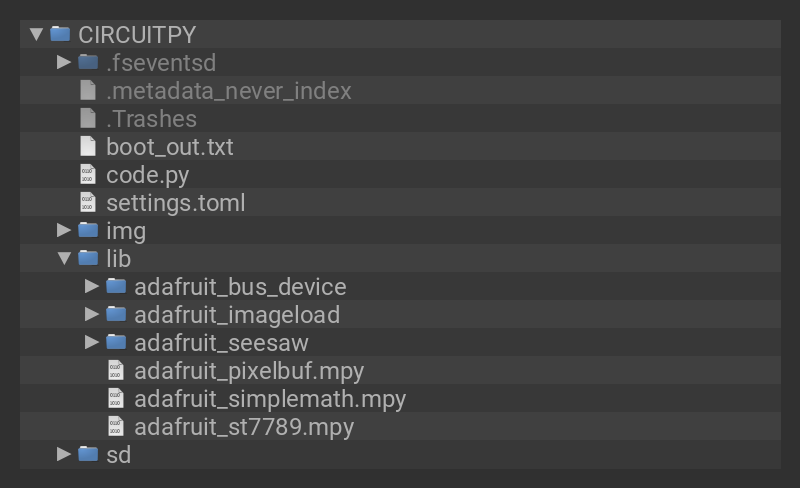 CIRCUITPY
.fseventsd
.metadata_never_index
.Trashes
boot_out.txt
code.py
settings.toml
img
lib
adafruit_bus_device
adafruit_imageload
adafruit_seesaw
adafruit_pixelbuf.mpy
adafruit_simplemath.mpy
adafruit_st7789.mpy
sd